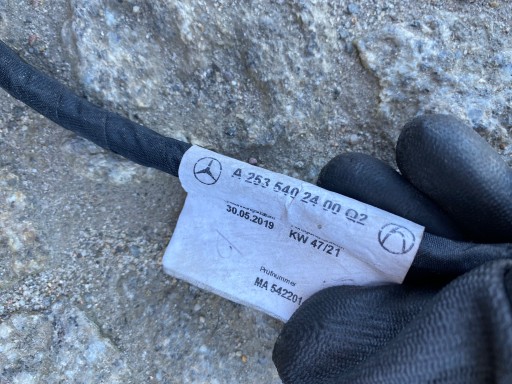 A 253 540 24 00 Q2
30.05.2019 KW 47/21
Prüfnummer
MA 542201